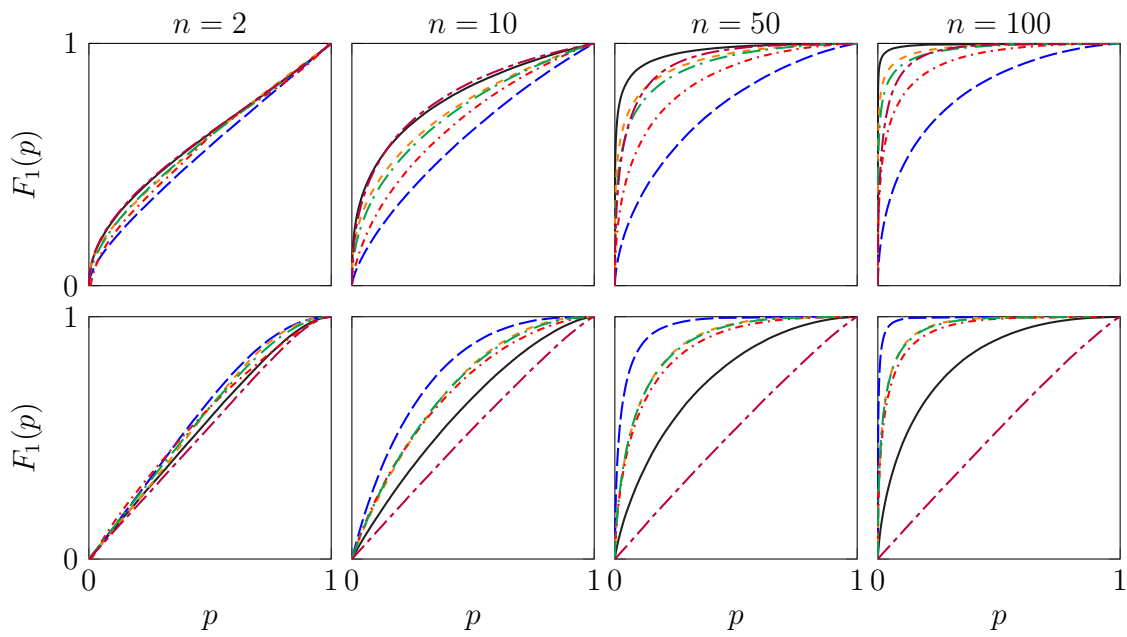 n = 2 n = 10 n = 50 n = 100
1
F₁(p)
0
1
F₁(p)
0
0 1 0 1 0 1 0 1
p p p p